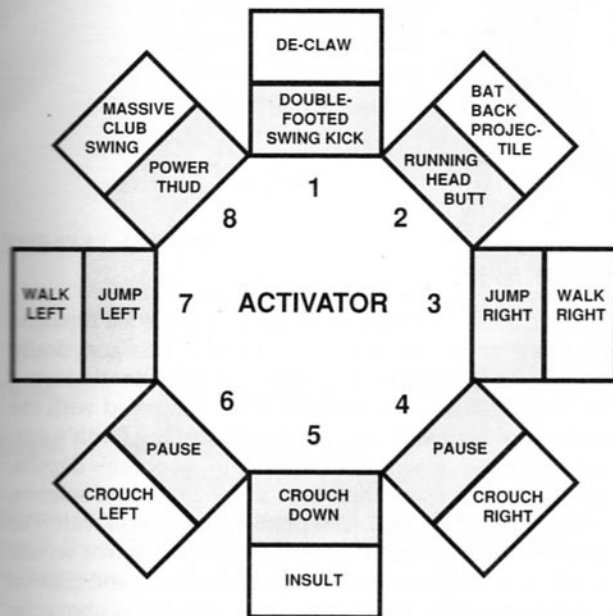 DE-CLAW
DOUBLE-
FOOTED
SWING KICK
MASSIVE
CLUB
SWING
POWER
THUD
BAT
BACK
PROJEC-
TILE
RUNNING
HEAD
BUTT
1
2
8
WALK
LEFT
JUMP
LEFT
7
ACTIVATOR
3
JUMP
RIGHT
WALK
RIGHT
6
5
4
PAUSE
CROUCH
LEFT
CROUCH
DOWN
INSULT
PAUSE
CROUCH
RIGHT